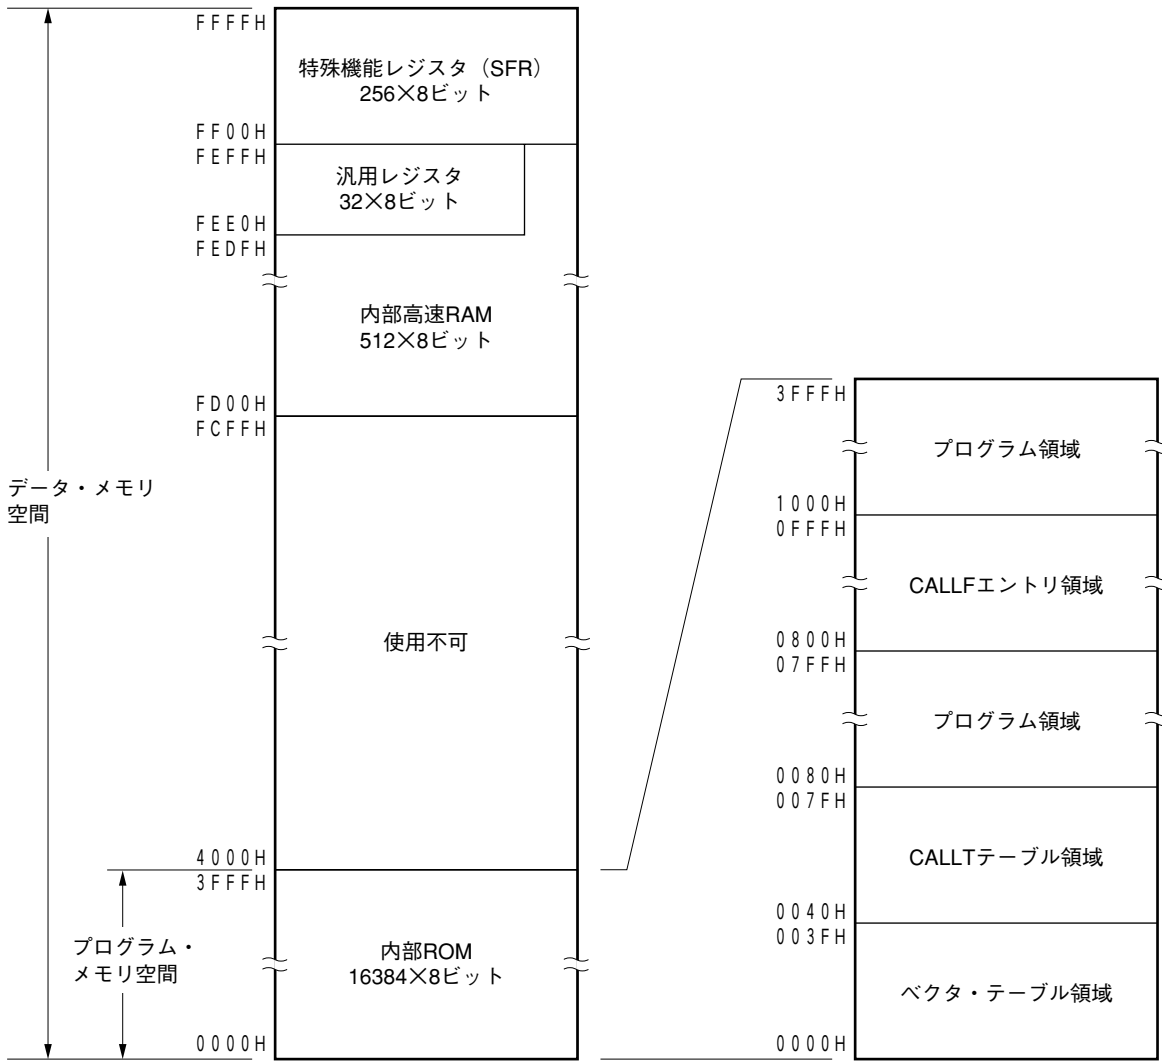 FFFFH
特殊機能レジスタ（SFR）
256×8ビット
FF00H
FEFFH
汎用レジスタ
32×8ビット
FEE0H
FEDFH
内部高速RAM
512×8ビット
FD00H
FCFFH
データ・メモリ
空間
使用不可
4000H
3FFFH
プログラム・
メモリ空間
内部ROM
16384×8ビット
0000H
3FFFH
プログラム領域
1000H
0FFFH
CALLFエントリ領域
0800H
07FFH
プログラム領域
0080H
007FH
CALLTテーブル領域
0040H
003FH
ベクタ・テーブル領域
0000H